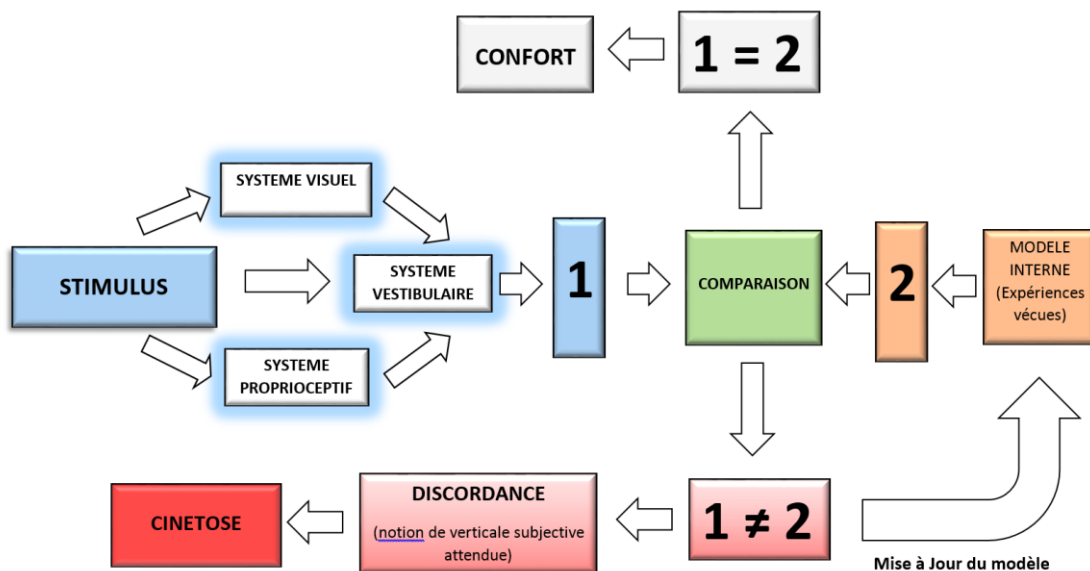 CONFORT
1 = 2
SYSTEME VISUEL
STIMULUS
SYSTEME
VESTIBULAIRE
1
COMPARAISON
2
MODELE
INTERNE
(Expériences
vécues)
SYSTEME
PROPRIOCEPTIF
CINETOSE
DISCORDANCE
(notion de verticale subjective
attendue)
1 ≠ 2
Mise à Jour du modèle